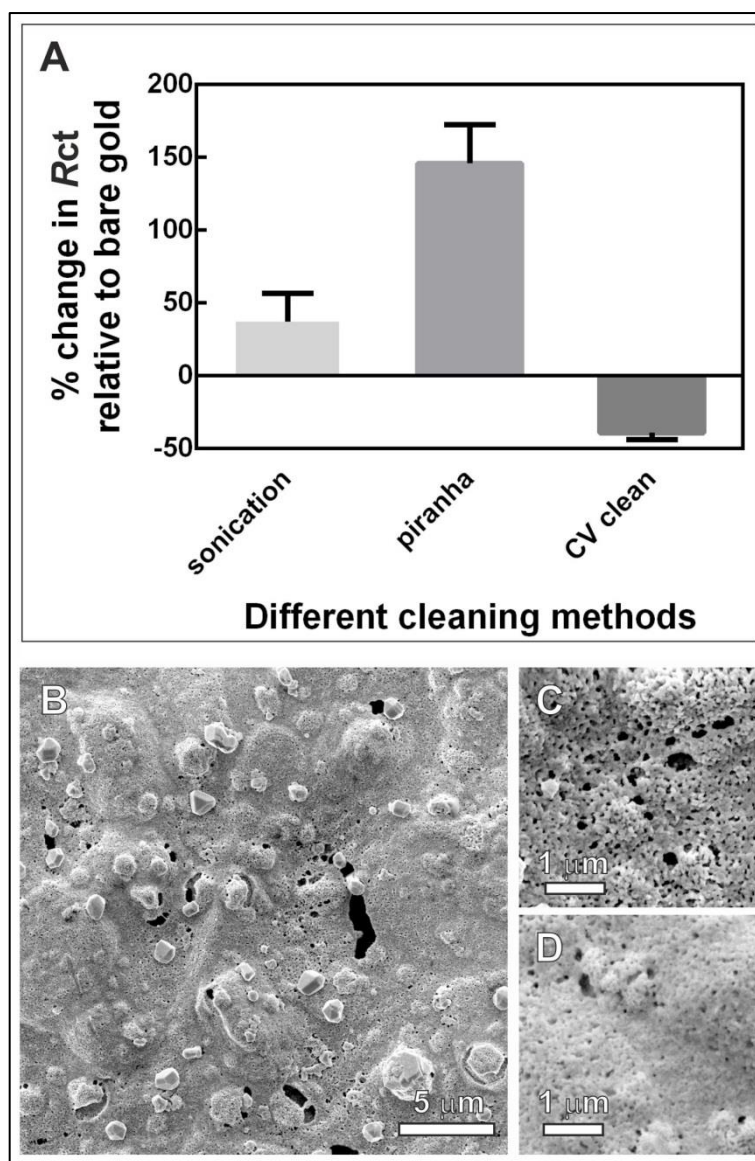 A
% change in Rct
relative to bare gold
200
150
100
50
0
-50
sonication
piranha
CV clean
Different cleaning methods
B
5 μm
C
1 μm
D
1 μm